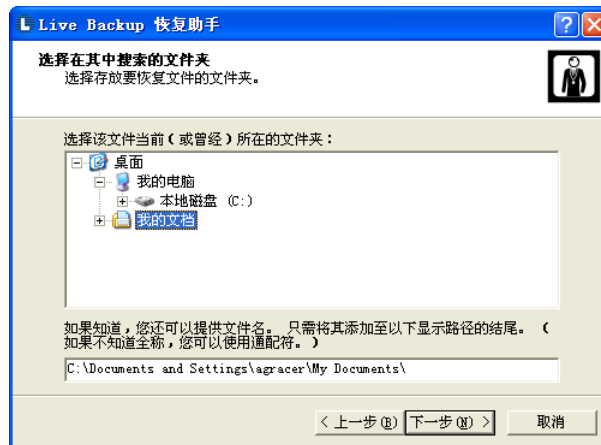 Live Backup 恢复助手
选择在其中搜索的文件夹
选择存放要恢复文件的文件夹。
选择该文件当前(或曾经)所在的文件夹:
桌面
我的电脑
本地磁盘 (C:)
我的文档
如果知道,您还可以提供文件名。 只需将其添加至以下显示路径的结尾。 (
如果不知道全称,您可以使用通配符。)
C:\Documents and Settings\agracer\My Documents\
< 上一步(B) 下一步(N) > 取消